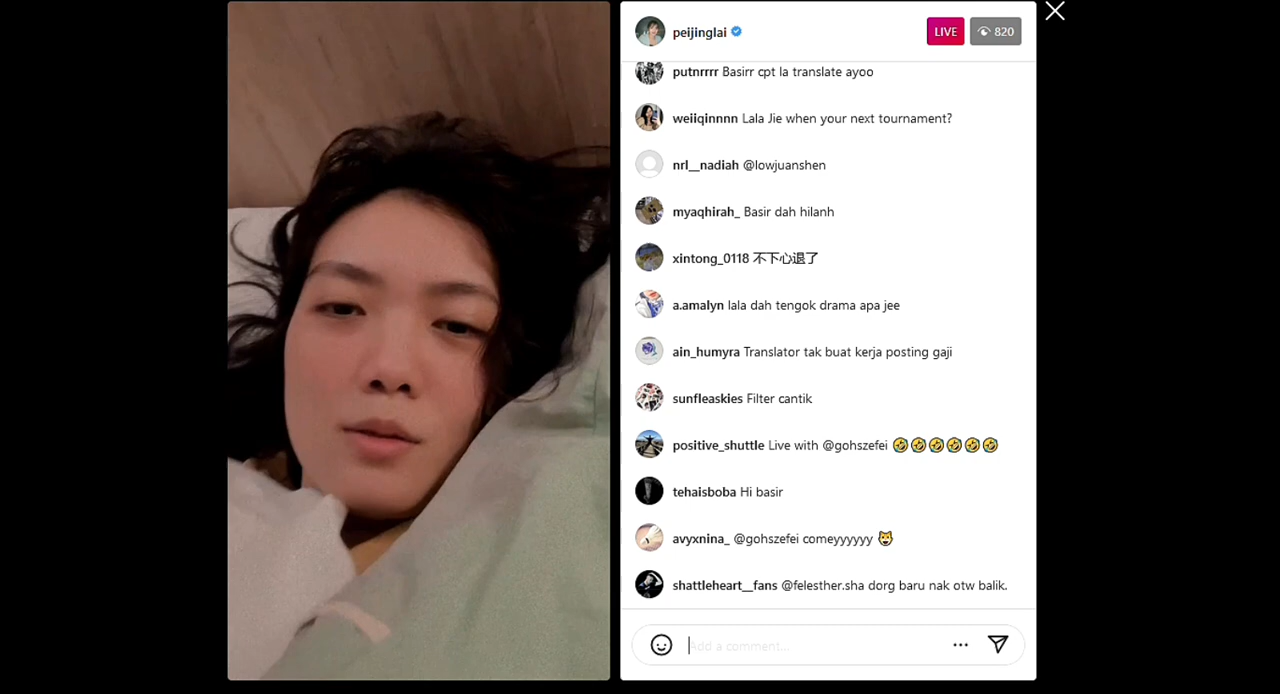 peijinglai
LIVE
820
putnrrrr Basirr cpt la translate ayoo
weiiqinnnn Lala Jie when your next tournament?
nrl__nadiah @lowjuanshen
myaqhirah_ Basir dah hilanh
xintong_0118 不下心退了
a.amalyn lala dah tengok drama apa jee
ain_humyra Translator tak buat kerja posting gaji
sunfleaskies Filter cantik
positive_shuttle Live with @gohszefei 🤣🤣🤣🤣🤣🤣
tehaisboba Hi basir
avyxnina_ @gohszefei comeyyyyyy 😺
shattleheart__fans @felesther.sha dorg baru nak otw balik.
Add a comment...